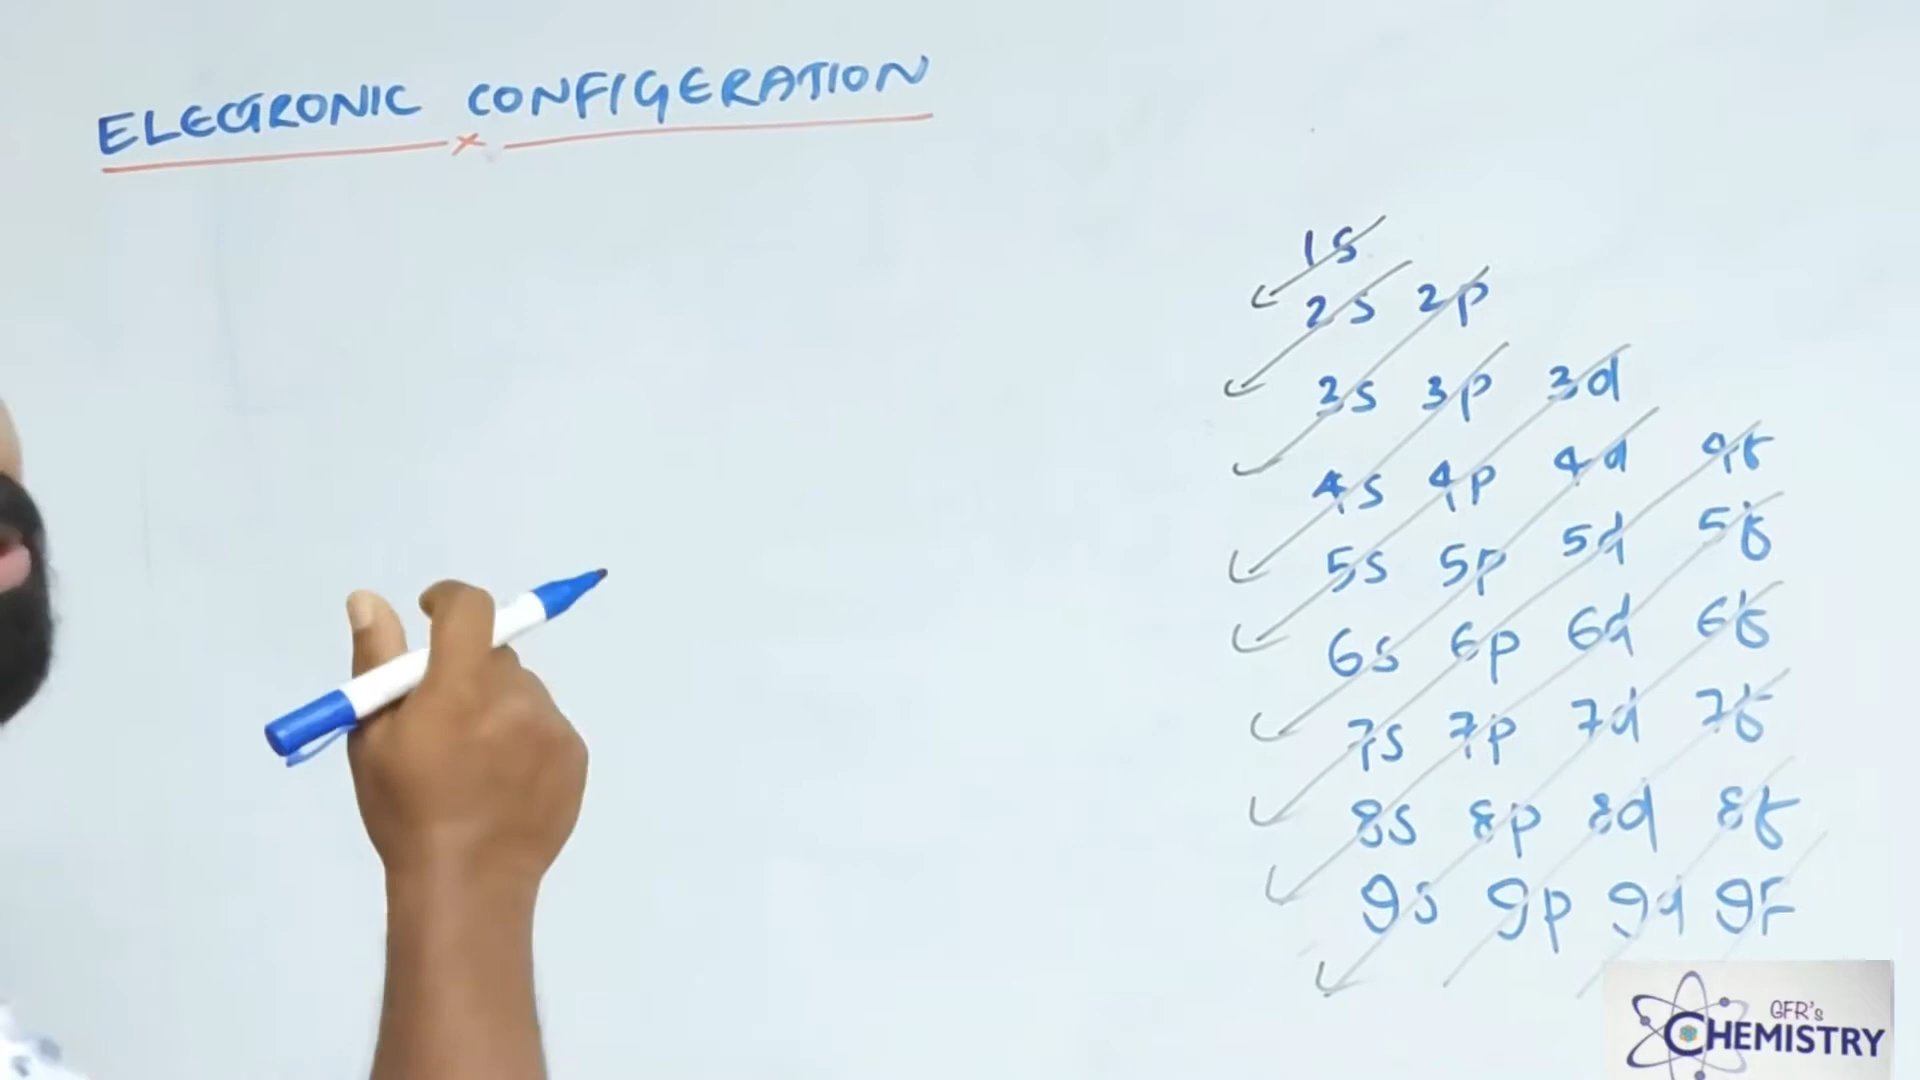 ELECTRONIC CONFIGERATION
1s
2s 2p
3s 3p 3d
4s 4p 4d 4f
5s 5p 5d 5f
6s 6p 6d 6f
7s 7p 7d 7f
8s 8p 8d 8f
9s 9p 9d 9F
GFR's
CHEMISTRY